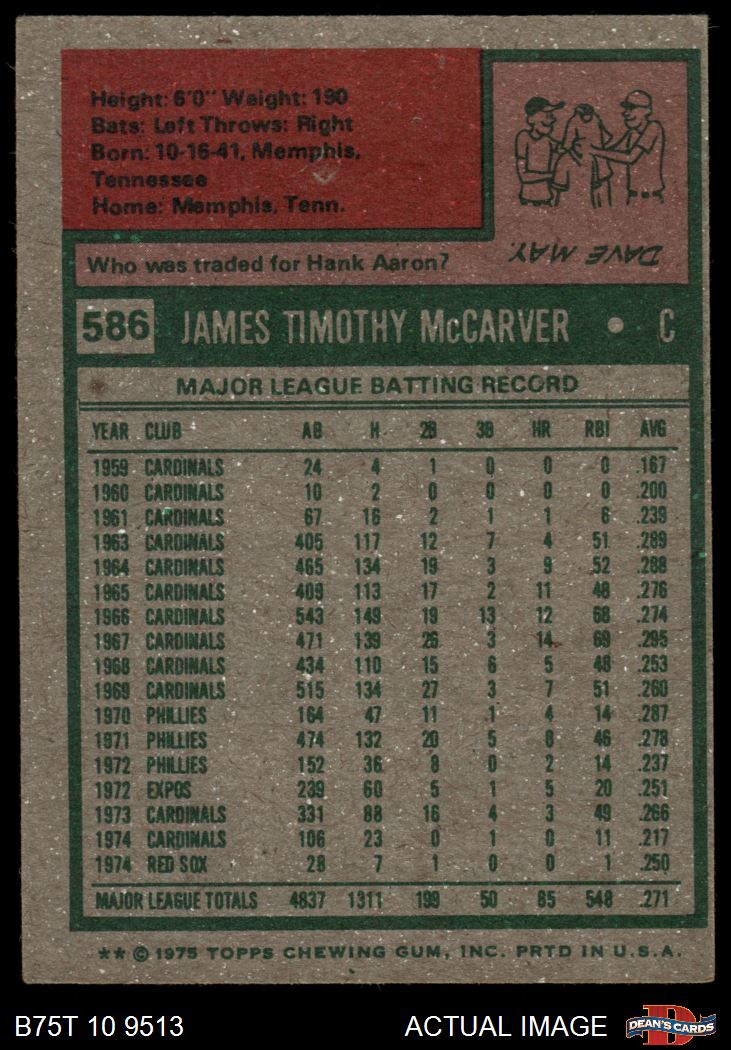 Height: 6'0" Weight: 190
Bats: Left Throws: Right
Born: 10-16-41, Memphis,
Tennessee
Home: Memphis, Tenn.
Who was traded for Hank Aaron?
DAVE MAY.
586 JAMES TIMOTHY McCARVER • C
MAJOR LEAGUE BATTING RECORD
YEAR CLUB AB H 2B 3B HR RBI AVG
1959 CARDINALS 24 4 1 0 0 0 .167
1960 CARDINALS 10 2 0 0 0 0 .200
1961 CARDINALS 67 16 2 1 1 6 .239
1963 CARDINALS 405 117 12 7 4 51 .289
1964 CARDINALS 465 134 19 3 9 52 .288
1965 CARDINALS 409 113 17 2 11 48 .276
1966 CARDINALS 543 149 19 13 12 68 .274
1967 CARDINALS 471 139 26 3 14 69 .295
1968 CARDINALS 434 110 15 6 5 48 .253
1969 CARDINALS 515 134 27 3 7 51 .260
1970 PHILLIES 164 47 11 1 4 14 .287
1971 PHILLIES 474 132 20 5 8 46 .278
1972 PHILLIES 152 36 8 0 2 14 .237
1972 EXPOS 239 60 5 1 5 20 .251
1973 CARDINALS 331 88 16 4 3 49 .266
1974 CARDINALS 106 23 0 1 0 11 .217
1974 RED SOX 28 7 1 0 0 1 .250
MAJOR LEAGUE TOTALS 4837 1311 199 50 85 548 .271
** © 1975 TOPPS CHEWING GUM, INC. PRTD IN U.S.A.
B75T 10 9513 ACTUAL IMAGE DEAN'S CARDS